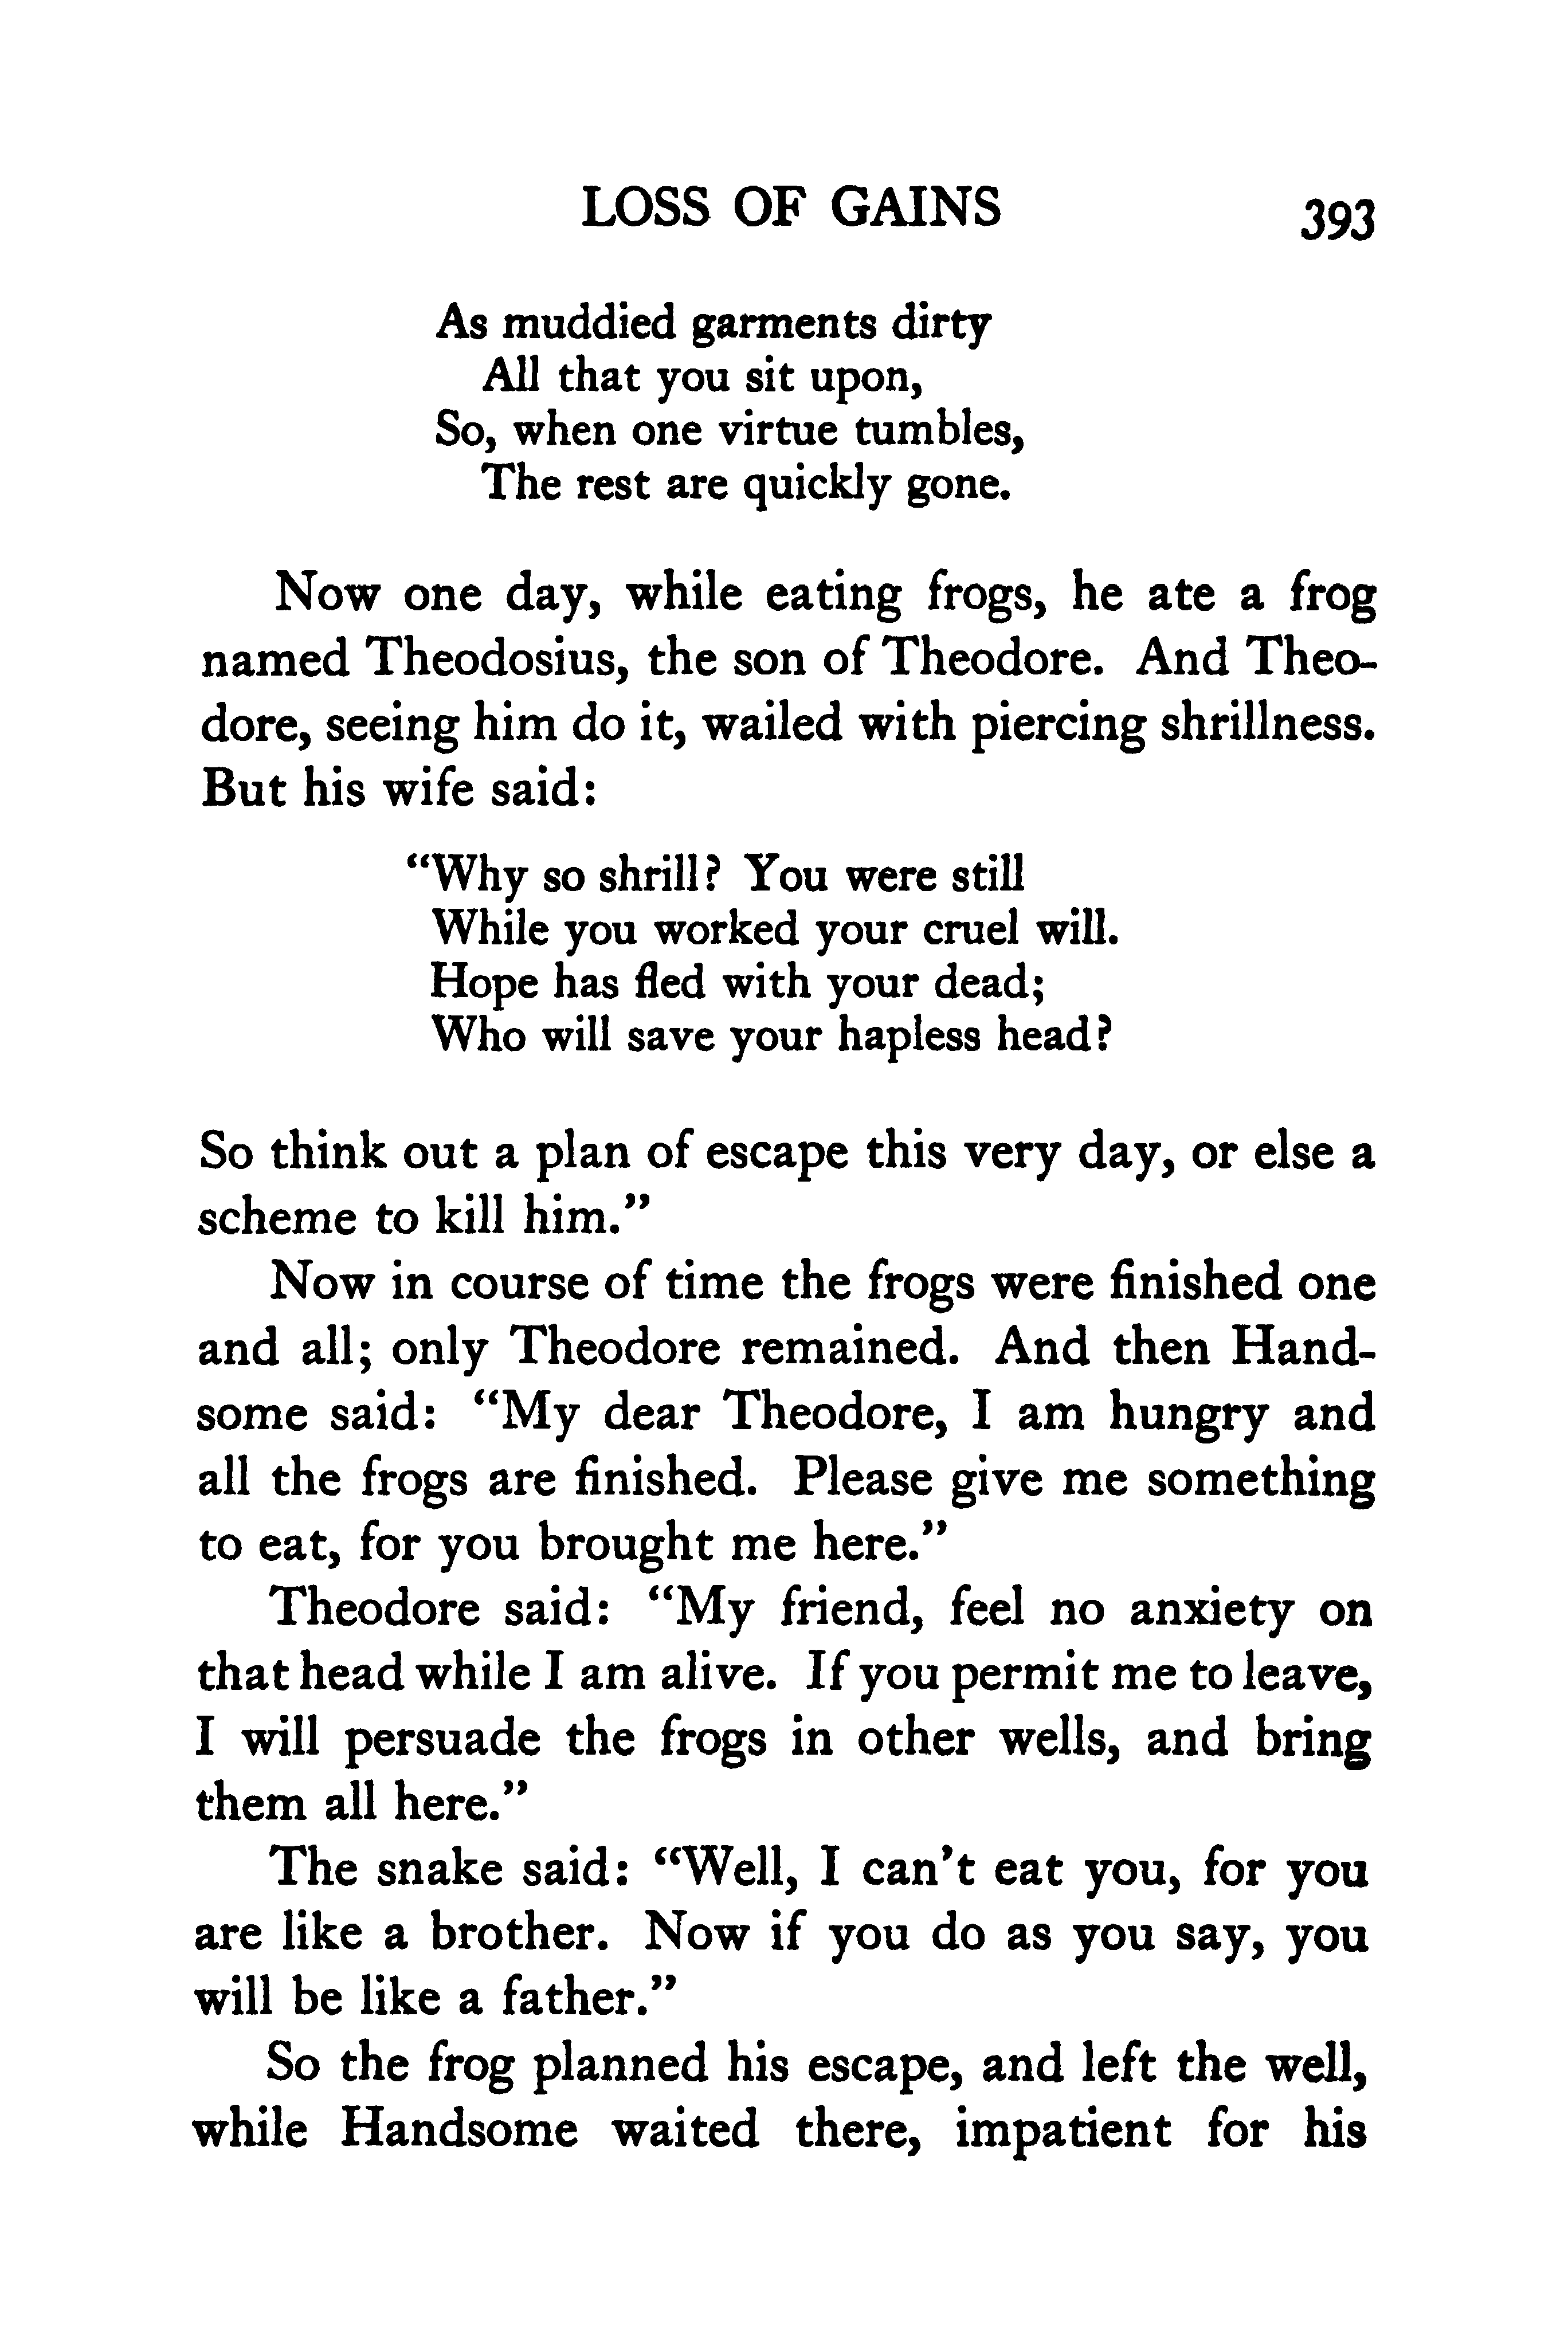 LOSS OF GAINS 393
As muddied garments dirty
All that you sit upon,
So, when one virtue tumbles,
The rest are quickly gone.
Now one day, while eating frogs, he ate a frog
named Theodosius, the son of Theodore. And Theo-
dore, seeing him do it, wailed with piercing shrillness.
But his wife said:
“Why so shrill? You were still
While you worked your cruel will.
Hope has fled with your dead;
Who will save your hapless head?
So think out a plan of escape this very day, or else a
scheme to kill him.”
Now in course of time the frogs were finished one
and all; only Theodore remained. And then Hand-
some said: “My dear Theodore, I am hungry and
all the frogs are finished. Please give me something
to eat, for you brought me here.”
Theodore said: “My friend, feel no anxiety on
that head while I am alive. If you permit me to leave,
I will persuade the frogs in other wells, and bring
them all here.”
The snake said: “Well, I can’t eat you, for you
are like a brother. Now if you do as you say, you
will be like a father.”
So the frog planned his escape, and left the well,
while Handsome waited there, impatient for his